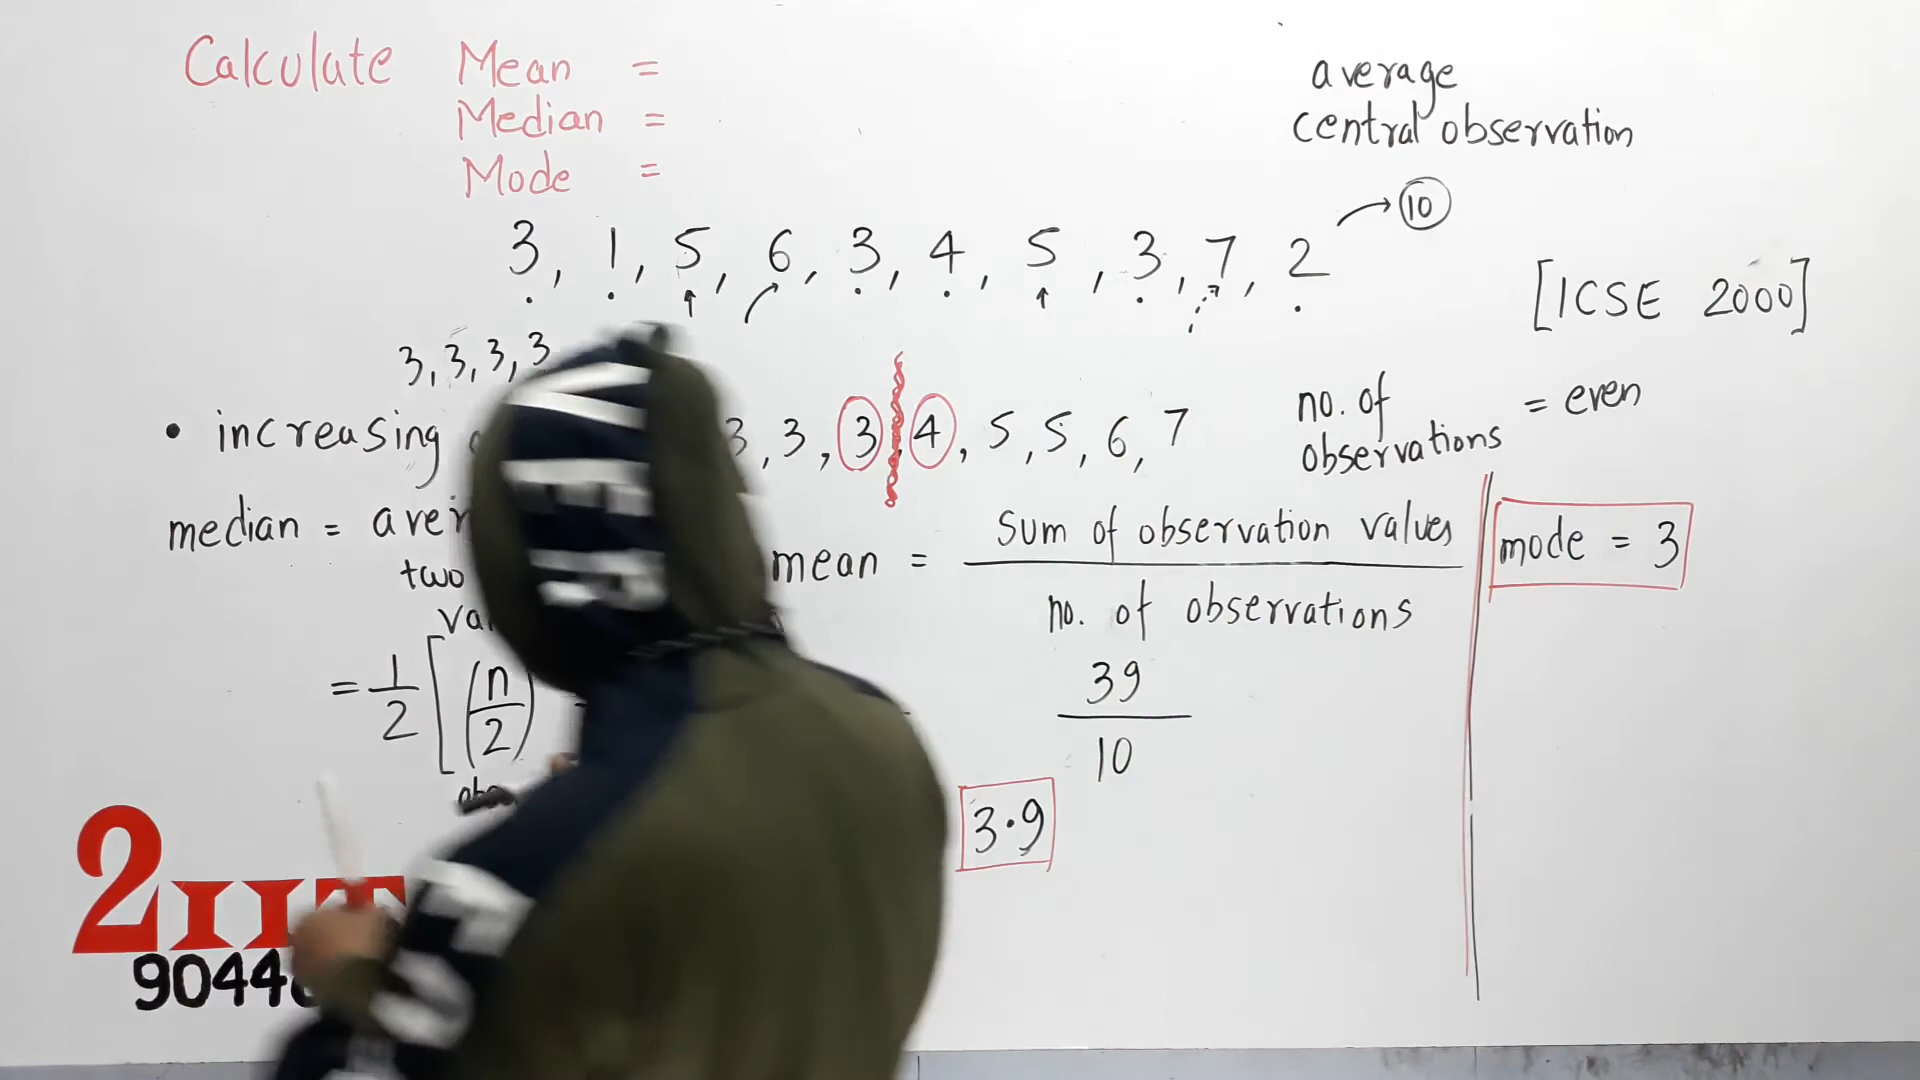 Calculate Mean =
Median =
Mode =
average
central observation
3, 1, 5, 6, 3, 4, 5, 3, 7, 2 → 10
[ICSE 2000]
3, 3, 3, 3
• increasing 3, 3, 3, 4, 5, 5, 6, 7
no. of observations = even
median =
two
mean = sum of observation values / no. of observations
mode = 3
= 1/2 [(n/2)
39/10
3.9
2IIT